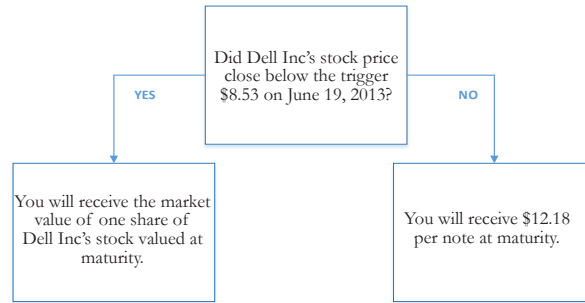 Did Dell Inc's stock price
close below the trigger
$8.53 on June 19, 2013?
YES
NO
You will receive the market
value of one share of
Dell Inc's stock valued at
maturity.
You will receive $12.18
per note at maturity.